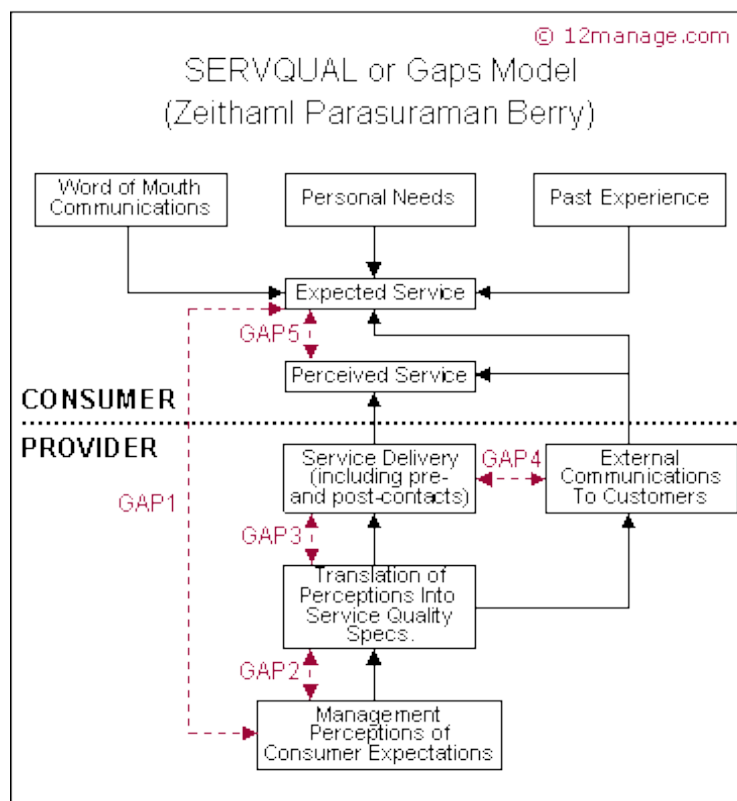 © 12manage.com
SERVQUAL or Gaps Model
(Zeithaml Parasuraman Berry)
Word of Mouth
Communications
Personal Needs
Past Experience
Expected Service
GAP5
Perceived Service
CONSUMER
PROVIDER
Service Delivery
(including pre-
and post-contacts)
GAP4
External
Communications
To Customers
GAP1
GAP3
Translation of
Perceptions Into
Service Quality
Specs.
GAP2
Management
Perceptions of
Consumer Expectations